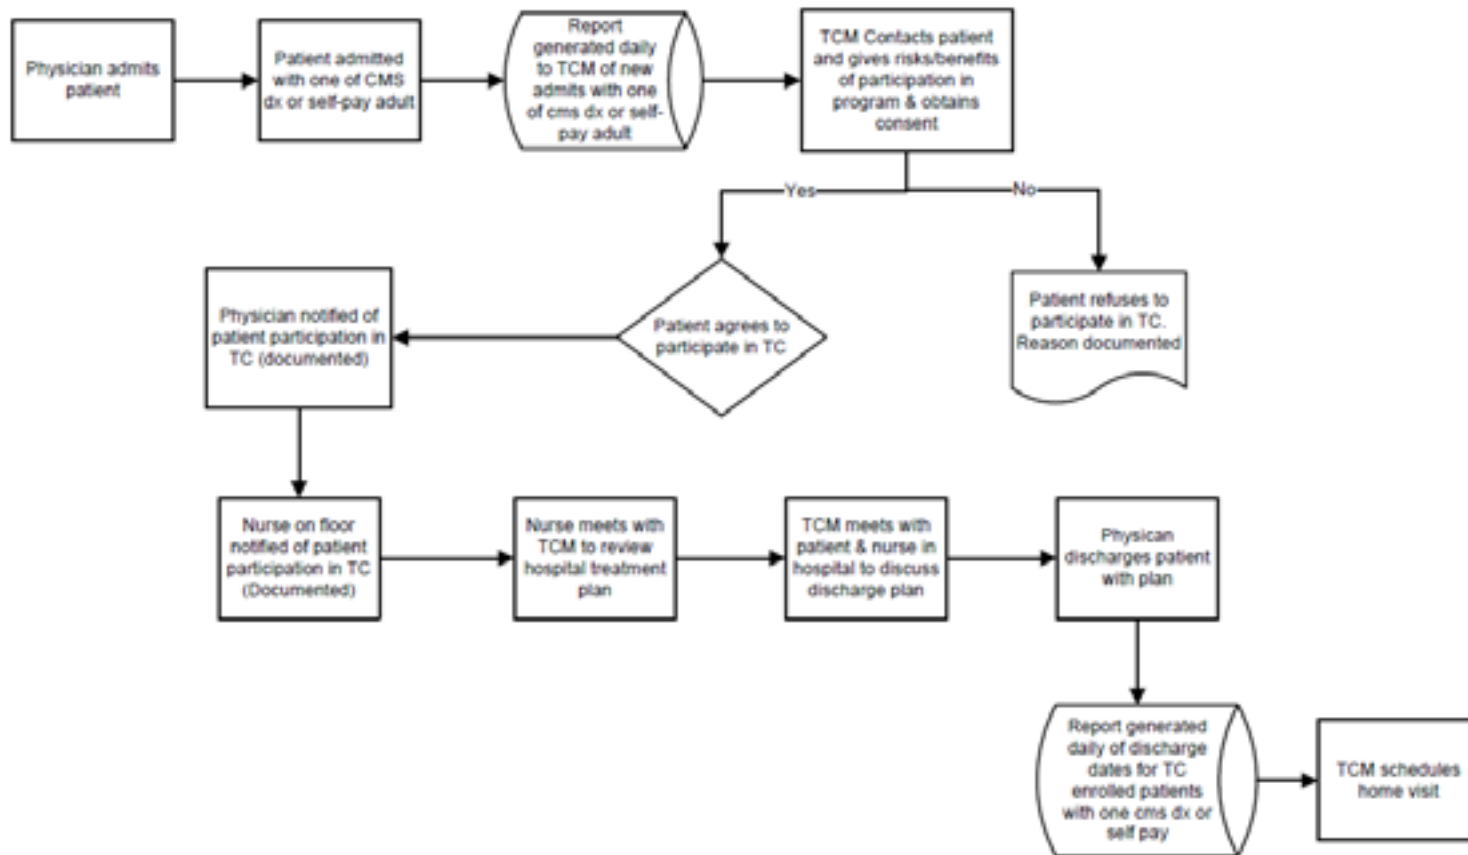 Physician admits
patient
Patient admitted
with one of CMS
dx or self-pay adult
Report
generated daily
to TCM of new
admits with one
of cms dx or self-
pay adult
TCM Contacts patient
and gives risks/benefits
of participation in
program & obtains
consent
Yes
No
Physician notified of
patient participation in
TC (documented)
Patient agrees to
participate in TC
Patient refuses to
participate in TC.
Reason documented
Nurse on floor
notified of patient
participation in TC
(Documented)
Nurse meets with
TCM to review
hospital treatment
plan
TCM meets with
patient & nurse in
hospital to discuss
discharge plan
Physican
discharges patient
with plan
Report generated
daily of discharge
dates for TC
enrolled patients
with one cms dx or
self pay
TCM schedules
home visit